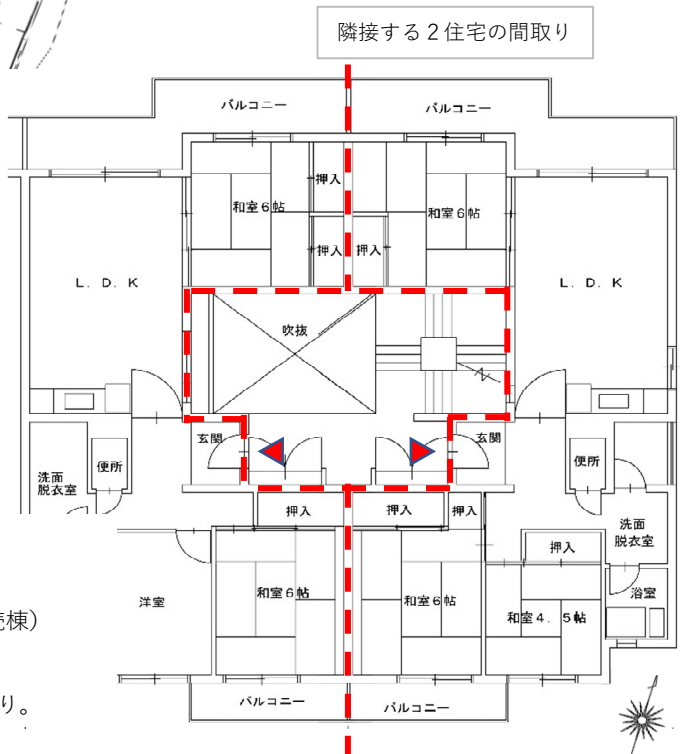 隣接する２住宅の間取り
バルコニー
バルコニー
押入
和室６帖
和室６帖
押入
押入
Ｌ．Ｄ．Ｋ
Ｌ．Ｄ．Ｋ
吹抜
玄関
玄関
便所
便所
洗面
脱衣室
押入
押入
押入
洗面
脱衣室
押入
洋室
和室６帖
和室６帖
和室４．５帖
浴室
棟）
り。
バルコニー
バルコニー